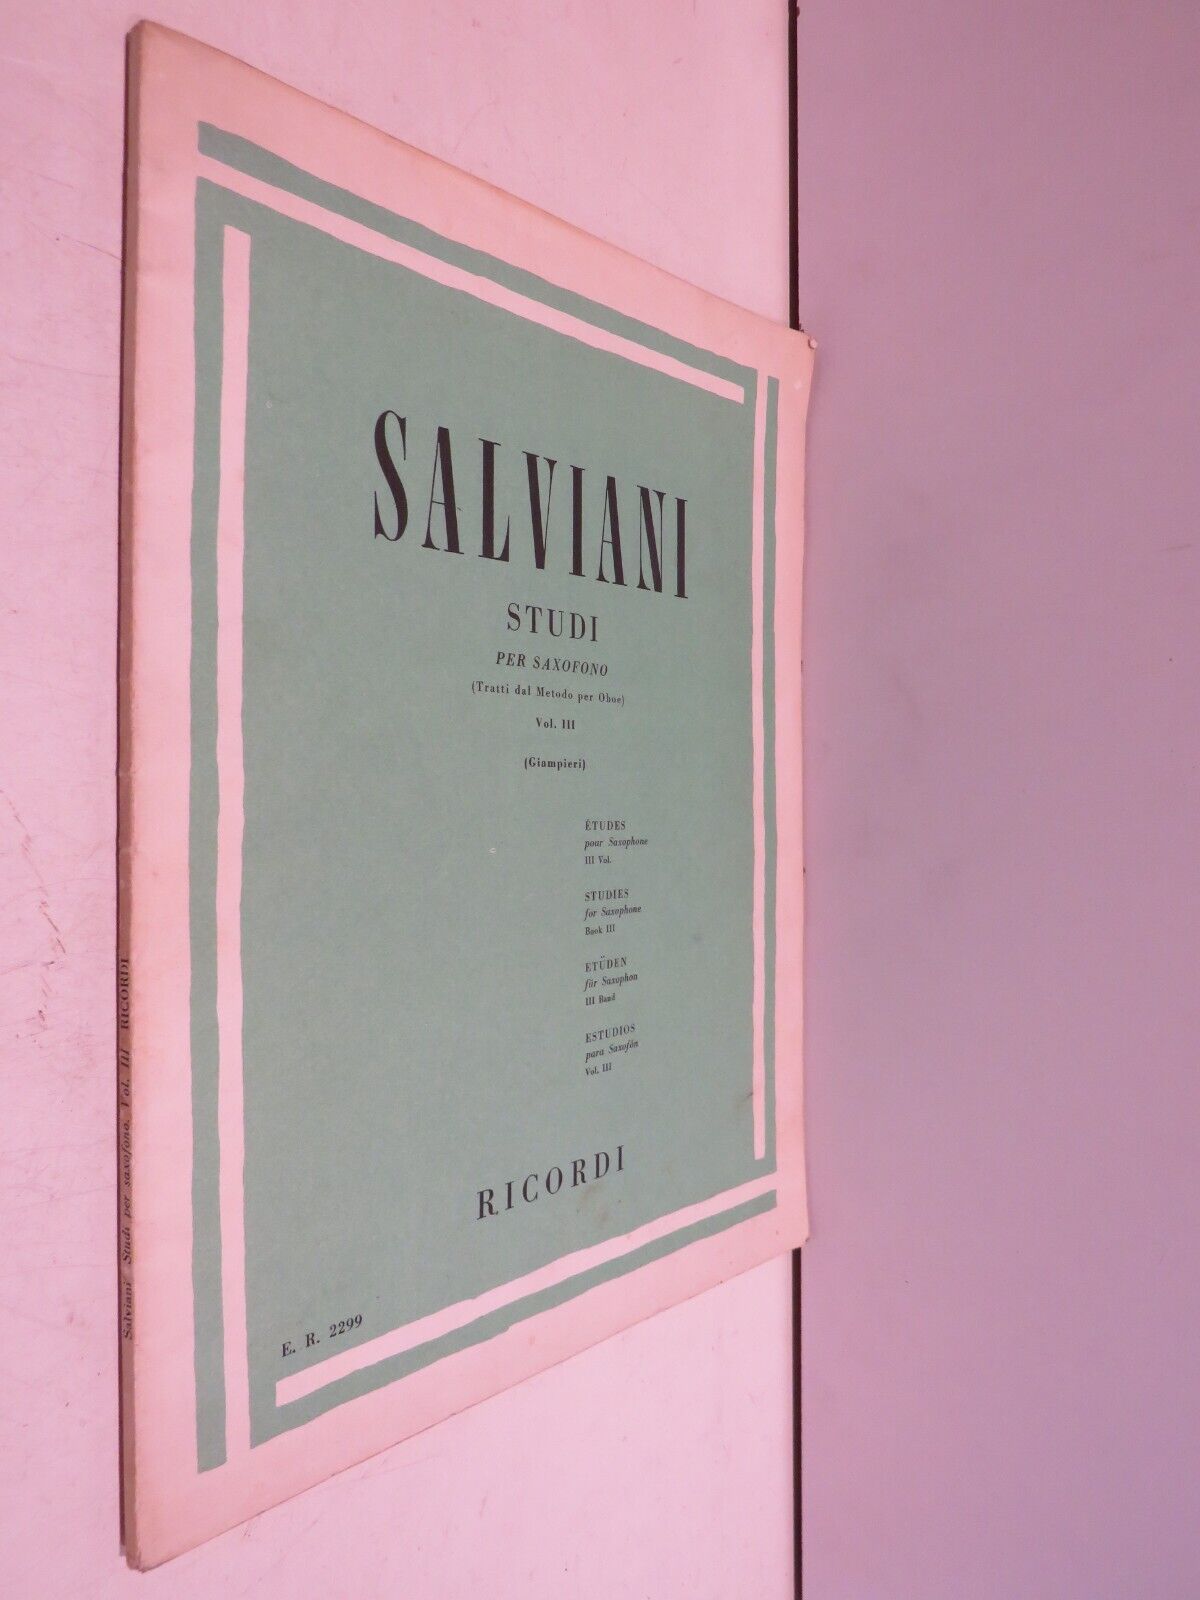 SALVIANI
STUDI
PER SAXOFONO
(Tratti dal Metodo per Oboe)
Vol. III
(Giampieri)
ÉTUDES
pour Saxophone
III Vol.
STUDIES
for Saxophone
Book III
ETÜDEN
für Saxophon
III Band
ESTUDIOS
para Saxofón
Vol. III
RICORDI
E. R. 2299
Salviani Studi per saxofono. Vol. III RICORDI